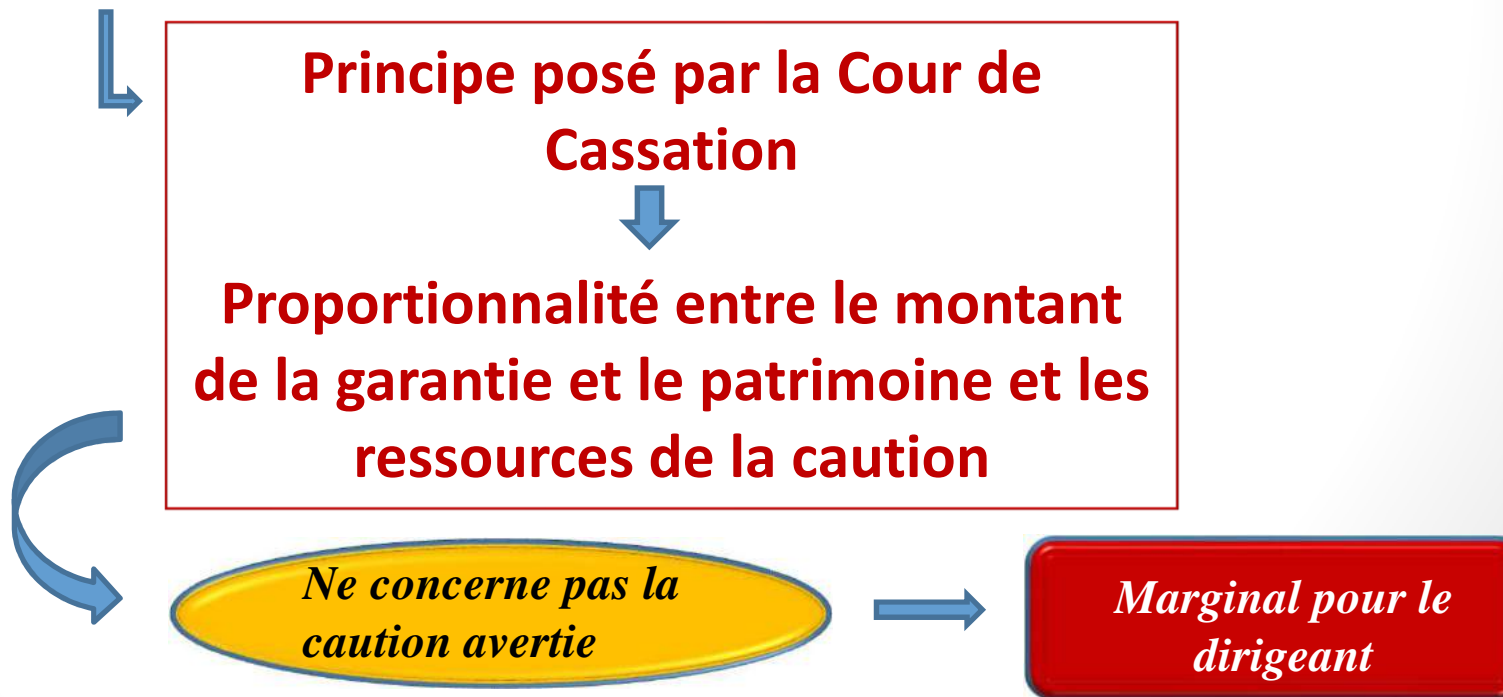 Principe posé par la Cour de
Cassation
Proportionnalité entre le montant
de la garantie et le patrimoine et les
ressources de la caution
Ne concerne pas la
caution avertie
Marginal pour le
dirigeant